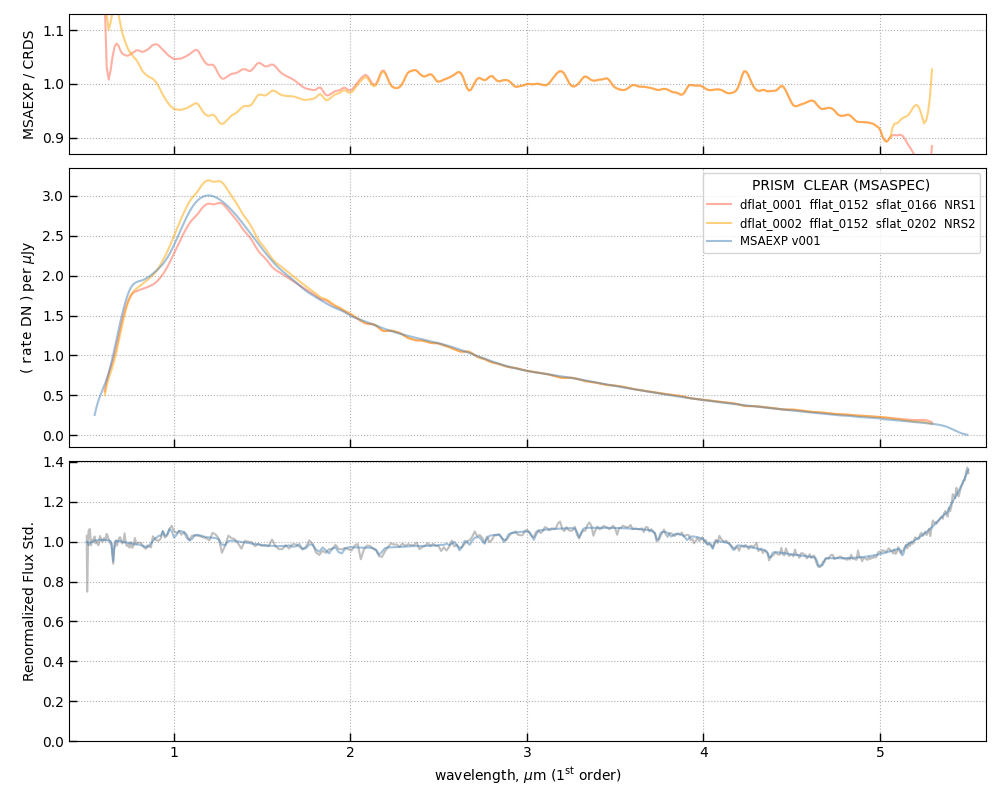 MSAEXP / CRDS
1.1
1.0
0.9
( rate DN ) per μJy
3.0
2.5
2.0
1.5
1.0
0.5
0.0
PRISM CLEAR (MSASPEC)
dflat_0001 fflat_0152 sflat_0166 NRS1
dflat_0002 fflat_0152 sflat_0202 NRS2
MSAEXP v001
Renormalized Flux Std.
1.4
1.2
1.0
0.8
0.6
0.4
0.2
0.0
1 2 3 4 5
wavelength, μm (1st order)